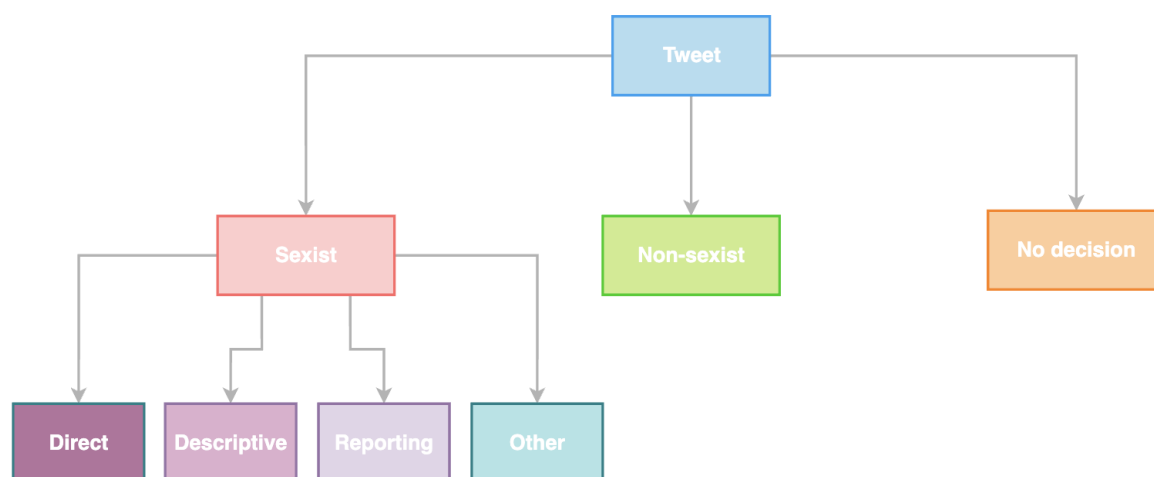 Tweet
Sexist
Non-sexist
No decision
Direct
Descriptive
Reporting
Other